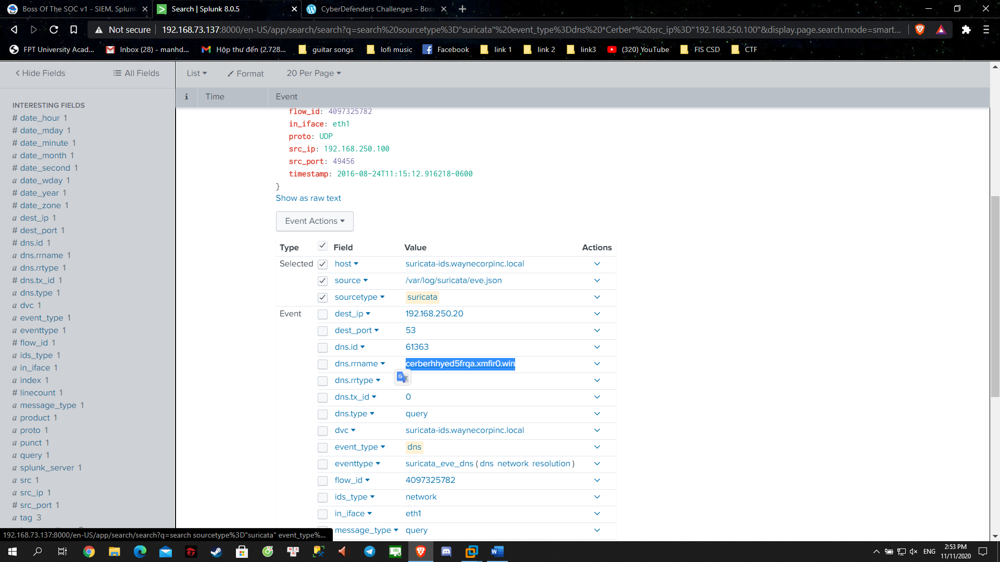 Boss Of The SOC v1 - SIEM, Splunk
Search | Splunk 8.0.5
CyberDefenders Challenges – Boss
Not secure
192.168.73.137:8000/en-US/app/search/search?q=search%20sourcetype%3D"suricata"%20event_type%3Ddns%20*Cerber*%20src_ip%3D"192.168.250.100"&display.page.search.mode=smart...
FPT University Acad...
Inbox (28) - manhd...
Hộp thư đến (2.728...
guitar songs
lofi music
Facebook
link 1
link 2
link3
(320) YouTube
FIS CSD
CTF
Hide Fields
All Fields
List
Format
20 Per Page
i
Time
Event
INTERESTING FIELDS
# date_hour 1
# date_mday 1
# date_minute 1
a date_month 1
# date_second 1
a date_wday 1
# date_year 1
# date_zone 1
a dest_ip 1
# dest_port 1
# dns.id 1
a dns.rrname 1
a dns.rrtype 1
# dns.tx_id 1
a dns.type 1
a dvc 1
a event_type 1
a eventtype 1
# flow_id 1
a ids_type 1
a in_iface 1
a index 1
# linecount 1
a message_type 1
a product 1
a proto 1
a punct 1
a query 1
a splunk_server 1
a src 1
a src_ip 1
# src_port 1
a tag 3
flow_id: 4097325782
in_iface: eth1
proto: UDP
src_ip: 192.168.250.100
src_port: 49456
timestamp: 2016-08-24T11:15:12.916218-0600
}
Show as raw text
Event Actions
Type Field Value Actions
Selected host suricata-ids.waynecorpinc.local
source /var/log/suricata/eve.json
sourcetype suricata
Event dest_ip 192.168.250.20
dest_port 53
dns.id 61363
dns.rrname cerberhhyed5frqa.xmfir0.win
dns.rrtype
dns.tx_id 0
dns.type query
dvc suricata-ids.waynecorpinc.local
event_type dns
eventtype suricata_eve_dns ( dns network resolution )
flow_id 4097325782
ids_type network
in_iface eth1
message_type query
192.168.73.137:8000/en-US/app/search/search?q=search sourcetype%3D"suricata" event_type%...
ENG
2:53 PM
11/11/2020